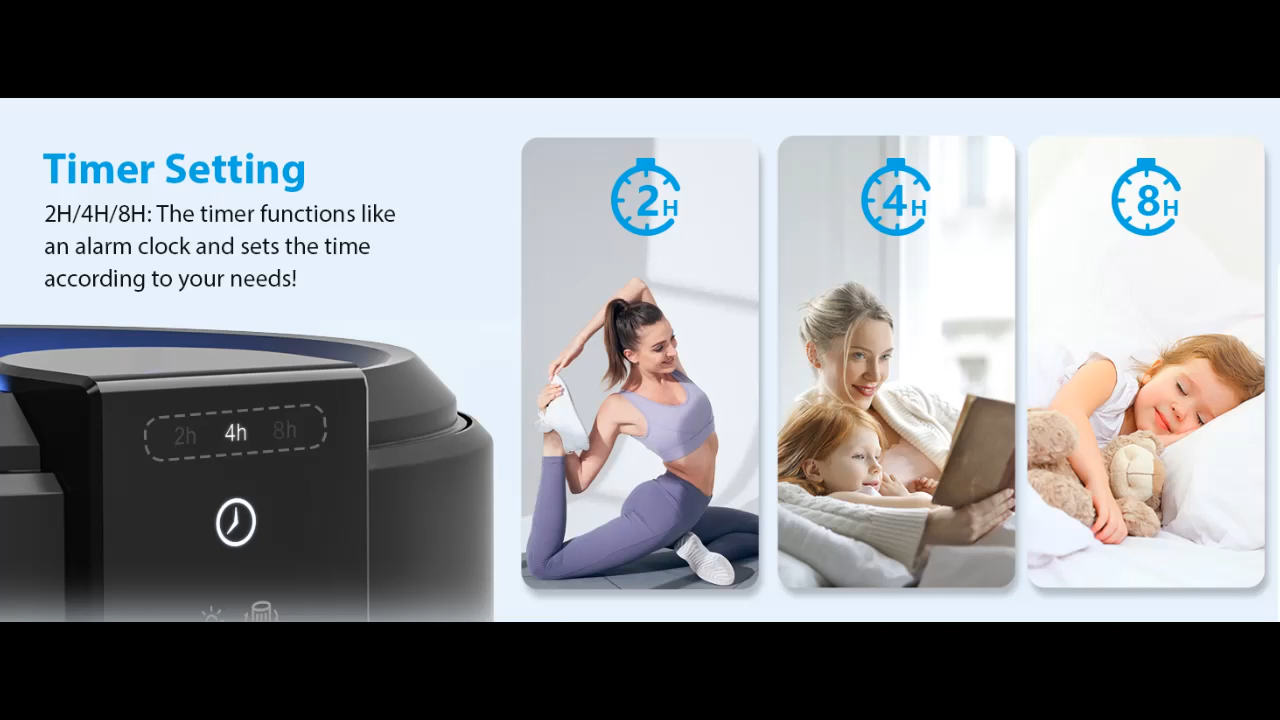 Timer Setting
2H/4H/8H: The timer functions like
an alarm clock and sets the time
according to your needs!
2h 4h 8h
2H
4H
8H